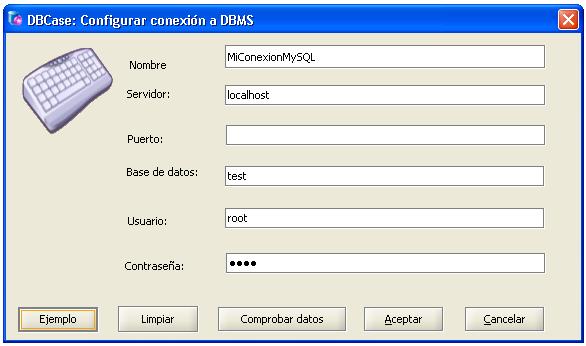 DBCase: Configurar conexión a DBMS
Nombre MiConexionMySQL
Servidor: localhost
Puerto:
Base de datos: test
Usuario: root
Contraseña: ••••
Ejemplo Limpiar Comprobar datos Aceptar Cancelar